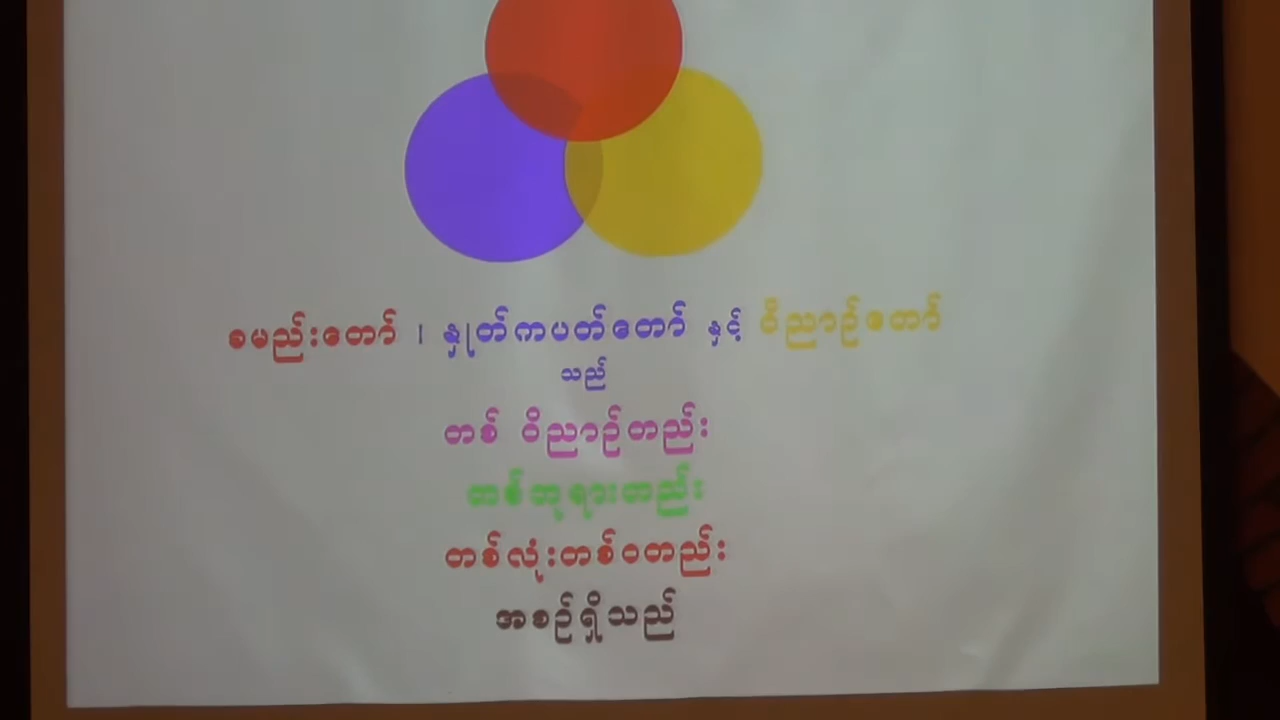 ခမည်းတော် ၊ နှုတ်ကပတ်တော် နှင့် ဝိညာဉ်တော်
သည်
တစ် ဝိညာဉ်တည်း
တစ်ဘုရားတည်း
တစ်လုံးတစ်ဝတည်း
အစဉ်ရှိသည်